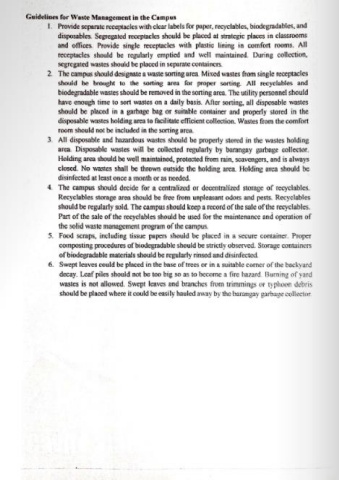 Guidelines for Waste Management in the Campus
1. Provide separate receptacles with clear labels for paper, recyclables, biodegradables, and
disposables. Segregated receptacles should be placed at strategic places in classrooms
and offices. Provide single receptacles with plastic lining in comfort rooms. All
receptacles should be regularly emptied and well maintained. During collection,
segregated wastes should be placed in separate containers.
2. The campus should designate a waste sorting area. Mixed wastes from single receptacles
should be brought to the sorting area for proper sorting. All recyclables and
biodegradable wastes should be removed in the sorting area. The utility personnel should
have enough time to sort wastes on a daily basis. After sorting, all disposable wastes
should be placed in a garbage bag or suitable container and properly stored in the
disposable wastes holding area to facilitate efficient collection. Wastes from the comfort
room should not be included in the sorting area.
3. All disposable and hazardous wastes should be properly stored in the wastes holding
area. Disposable wastes will be collected regularly by barangay garbage collector.
Holding area should be well maintained, protected from rain, scavengers, and is always
closed. No wastes shall be thrown outside the holding area. Holding area should be
disinfected at least once a month or as needed.
4. The campus should decide for a centralized or decentralized storage of recyclables.
Recyclables storage area should be free from unpleasant odors and pests. Recyclables
should be regularly sold. The campus should keep a record of the sale of the recyclables.
Part of the sale of the recyclables should be used for the maintenance and operation of
the solid waste management program of the campus.
5. Food scraps, including tissue papers should be placed in a secure container. Proper
composting procedures of biodegradable should be strictly observed. Storage containers
of biodegradable materials should be regularly rinsed and disinfected.
6. Swept leaves could be placed in the base of trees or in a suitable corner of the backyard
decay. Leaf piles should not be too big so as to become a fire hazard. Burning of yard
wastes is not allowed. Swept leaves and branches from trimmings or typhoon debris
should be placed where it could be easily hauled away by the barangay garbage collector.